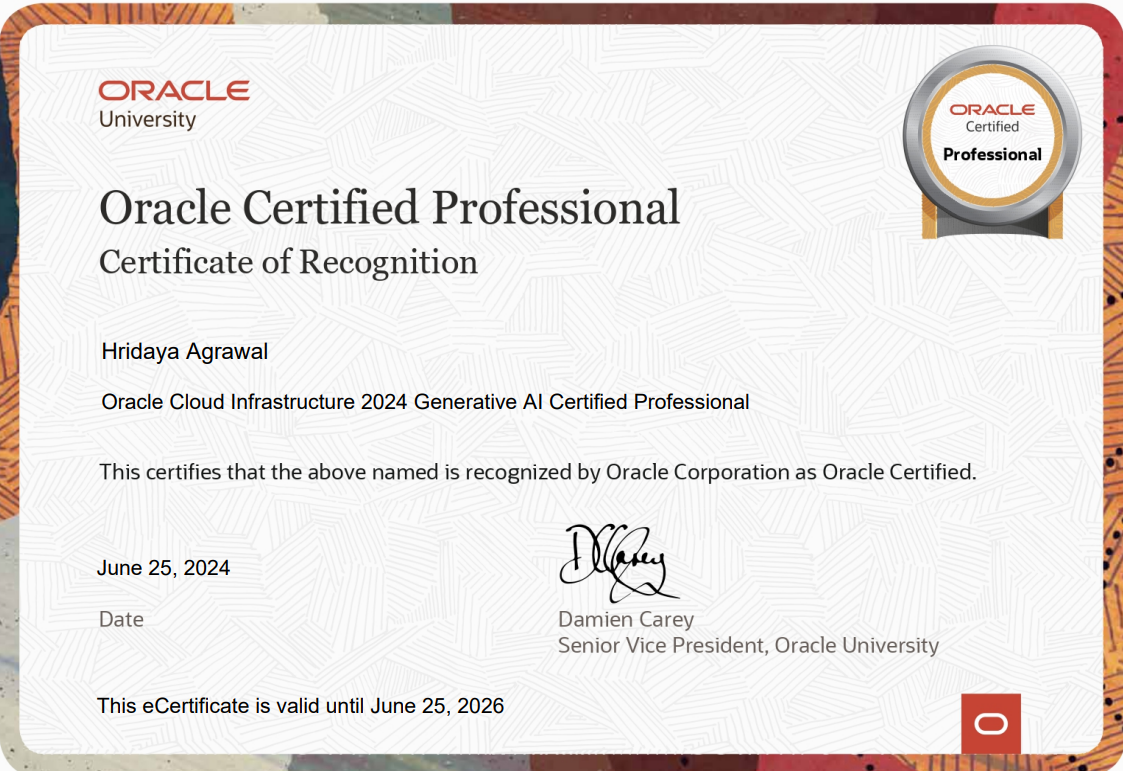 ORACLE
University
ORACLE
Certified
Professional
Oracle Certified Professional
Certificate of Recognition
Hridaya Agrawal
Oracle Cloud Infrastructure 2024 Generative AI Certified Professional
This certifies that the above named is recognized by Oracle Corporation as Oracle Certified.
DCarey
June 25, 2024
Date
Damien Carey
Senior Vice President, Oracle University
This eCertificate is valid until June 25, 2026